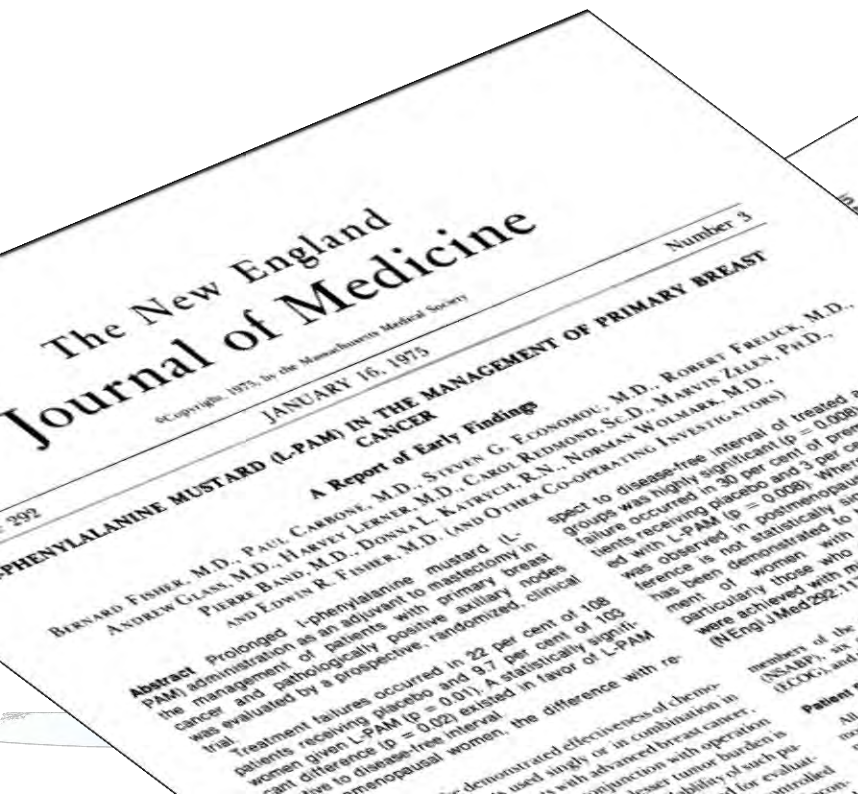 The New England
Journal of Medicine
©Copyright, 1975, by the Massachusetts Medical Society
292
JANUARY 16, 1975
Number 3
-PHENYLALANINE MUSTARD (L-PAM) IN THE MANAGEMENT OF PRIMARY BREAST
CANCER
A Report of Early Findings
BERNARD FISHER, M.D., PAUL CARBONE, M.D., STEVEN G. ECONOMOU, M.D., ROBERT FRELICK, M.D.,
ANDREW GLASS, M.D., HARVEY LERNER, M.D., CAROL REDMOND, SC.D., MARVIN ZELEN, PH.D.,
PIERRE BAND, M.D., DONNA L. KATRYCH, R.N., NORMAN WOLMARK, M.D.,
AND EDWIN R. FISHER, M.D. (AND OTHER CO-OPERATING INVESTIGATORS)
Abstract Prolonged l-phenylalanine mustard (L-
PAM) administration as an adjuvant to mastectomy in
the management of patients with primary breast
cancer and pathologically positive axillary nodes
was evaluated by a prospective, randomized, clinical
trial.
Treatment failures occurred in 22 per cent of 108
patients receiving placebo and 9.7 per cent of 103
women given L-PAM (p = 0.01). A statistically signifi-
cant difference (p = 0.02) existed in favor of L-PAM
tive to disease-free interval.
menopausal women, the difference with re-
spect to disease-free interval of treated
groups was highly significant (p = 0.008)
failure occurred in 30 per cent of
tients receiving placebo and 3 per
ed with L-PAM (p = 0.008).
was observed in postmenopau
ference is not statistically
has been demonstrated to
ment of women with
particularly those who
were achieved with
(N Engl J Med 292:11
demonstrated effectiveness of chemo-
used singly or in combination in
with advanced breast cancer,
conjunction with operation
lesser tumor burden is
of such
for evaluat-
controlled
members of the
(NSABP), six
(ECOG), and
Patient